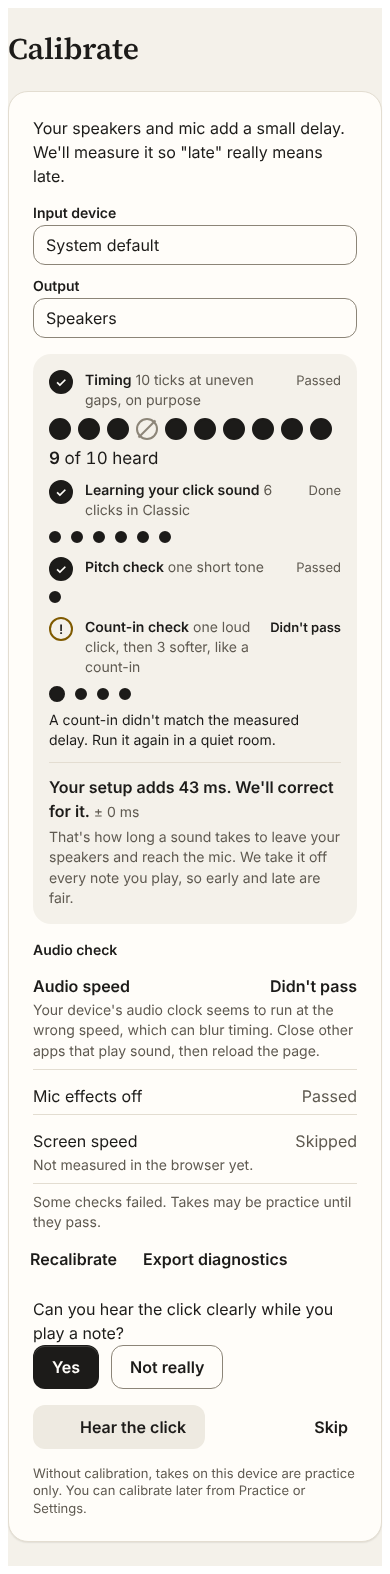 Calibrate
Your speakers and mic add a small delay.
We'll measure it so "late" really means
late.
Input device
System default
Output
Speakers
Timing 10 ticks at uneven Passed
gaps, on purpose
9 of 10 heard
Learning your click sound 6 Done
clicks in Classic
Pitch check one short tone Passed
! Count-in check one loud Didn't pass
click, then 3 softer, like a
count-in
A count-in didn't match the measured
delay. Run it again in a quiet room.
Your setup adds 43 ms. We'll correct
for it. ± 0 ms
That's how long a sound takes to leave your
speakers and reach the mic. We take it off
every note you play, so early and late are
fair.
Audio check
Audio speed Didn't pass
Your device's audio clock seems to run at the
wrong speed, which can blur timing. Close other
apps that play sound, then reload the page.
Mic effects off Passed
Screen speed Skipped
Not measured in the browser yet.
Some checks failed. Takes may be practice until
they pass.
Recalibrate Export diagnostics
Can you hear the click clearly while you
play a note?
Yes Not really
Hear the click Skip
Without calibration, takes on this device are practice
only. You can calibrate later from Practice or
Settings.